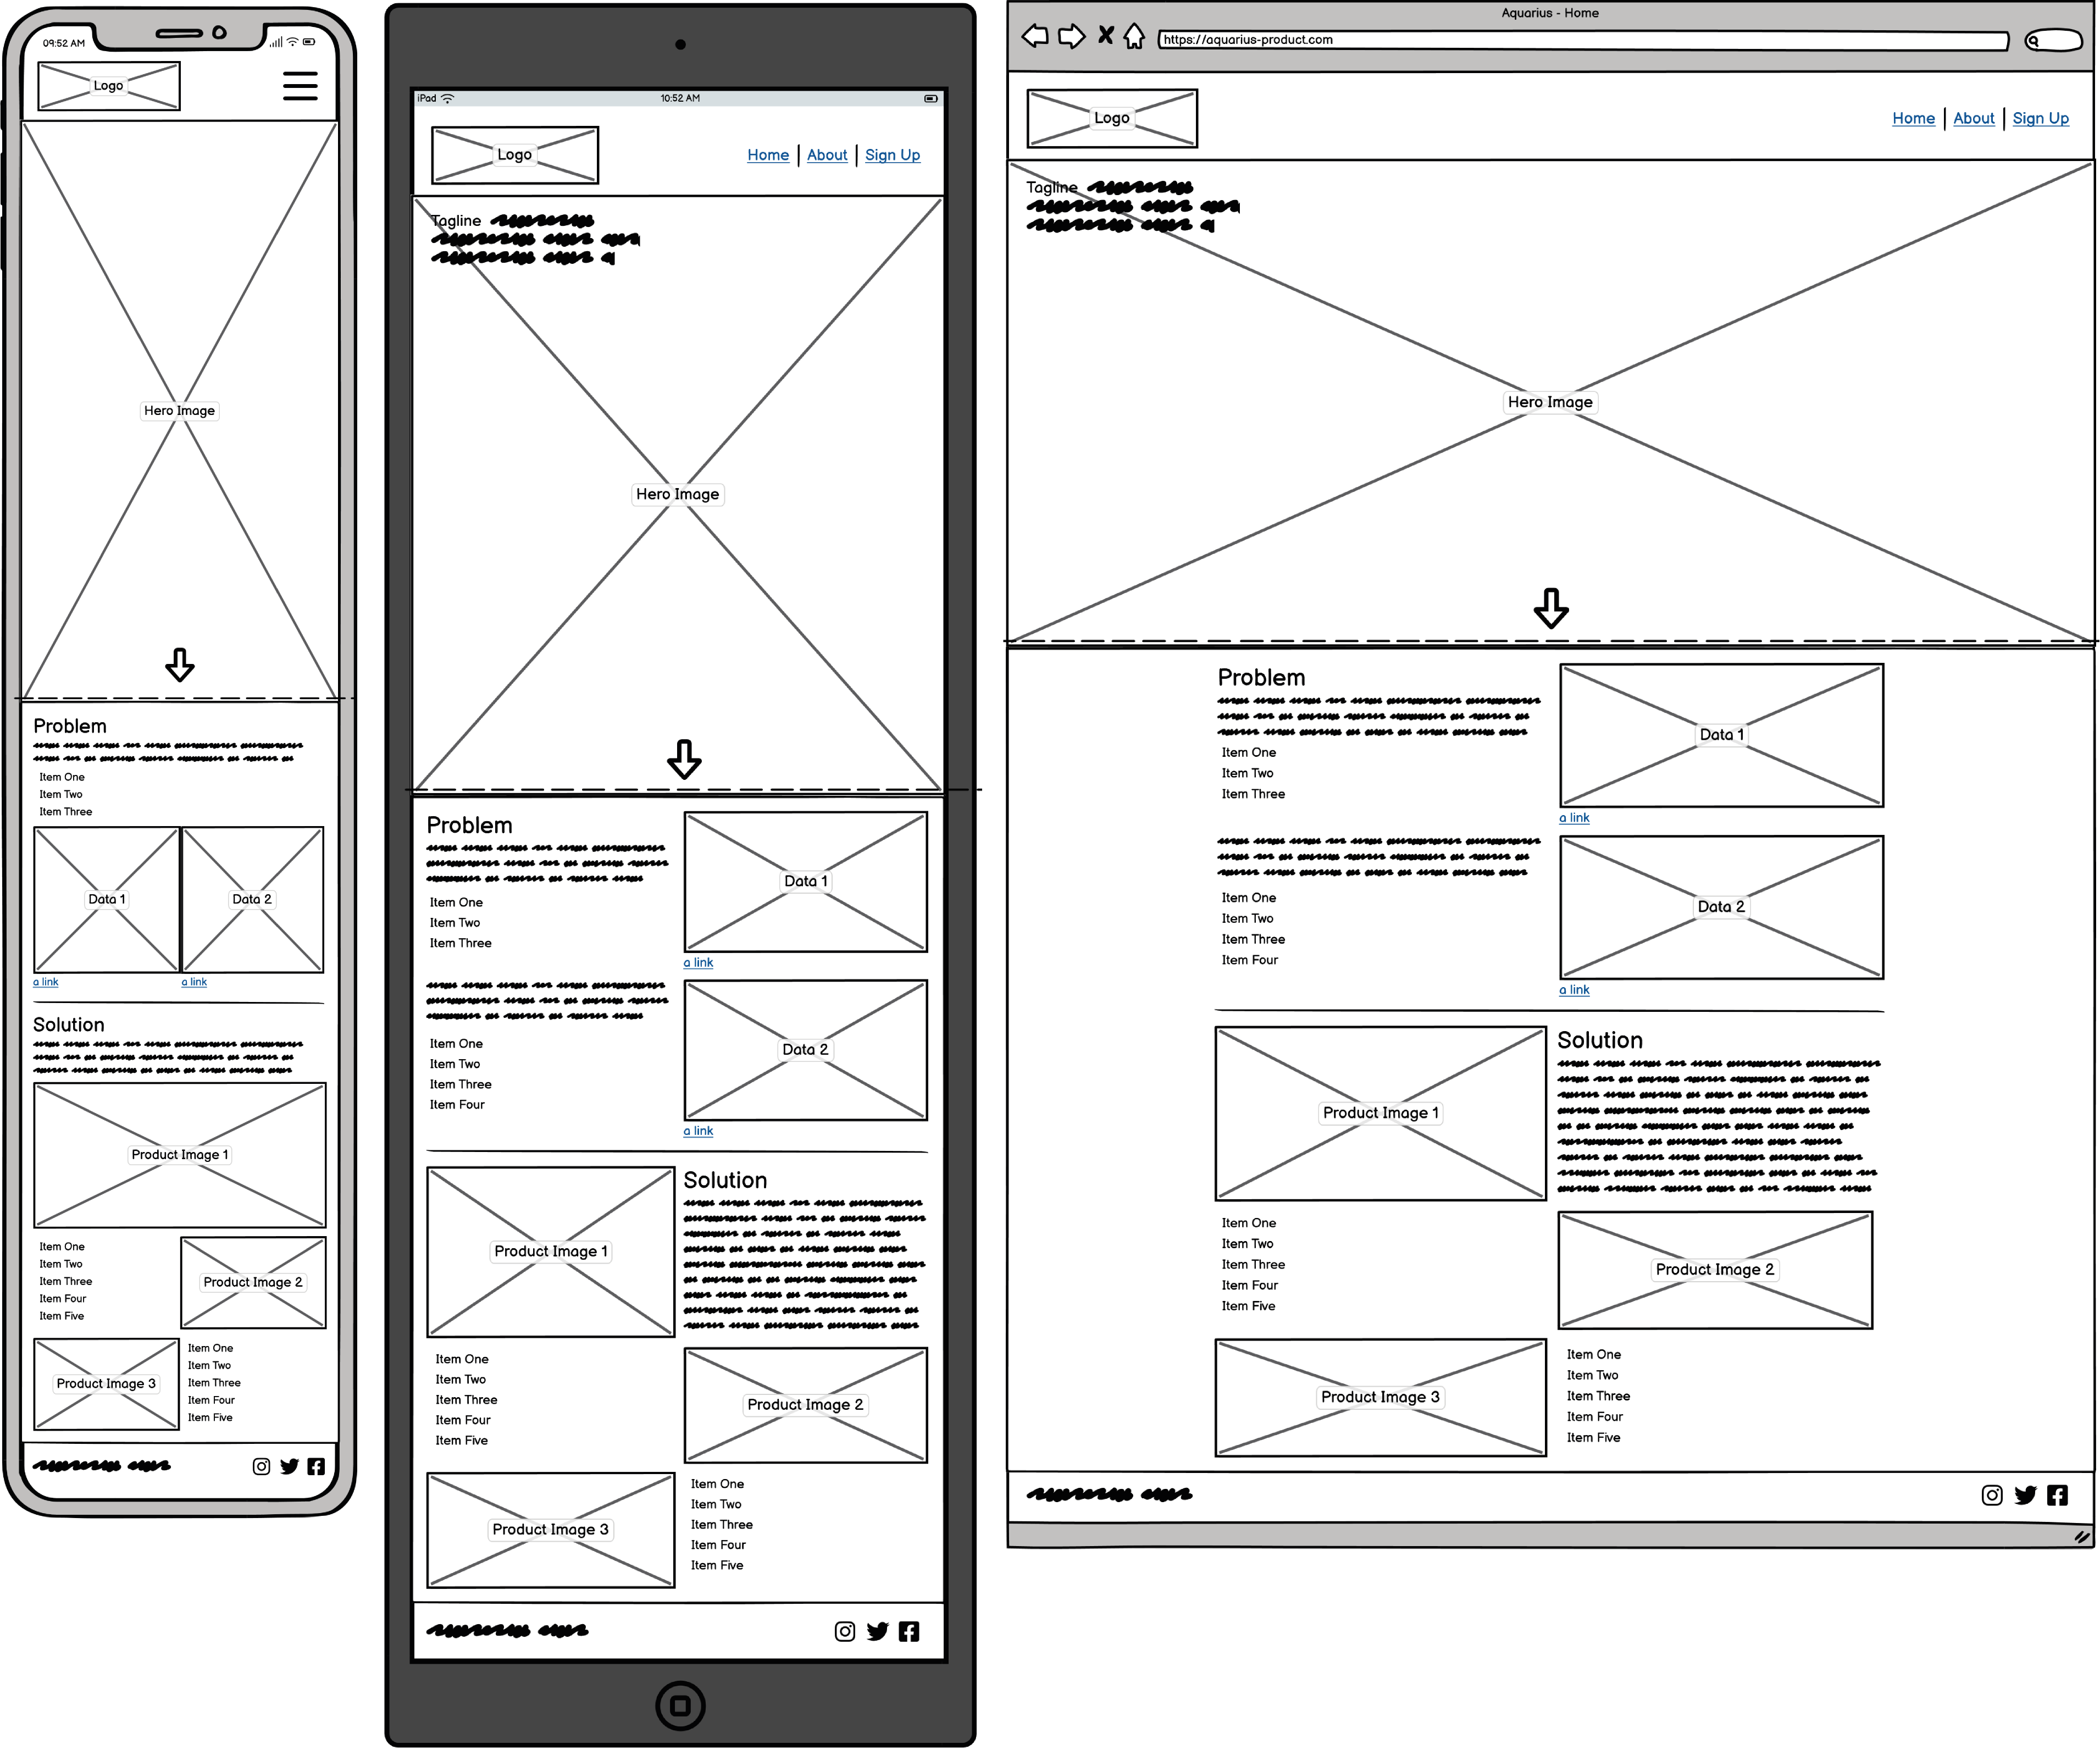 09:52 AM
Logo
Hero Image
Problem
Item One
Item Two
Item Three
Data 1
Data 2
a link
a link
Solution
Product Image 1
Item One
Item Two
Item Three
Item Four
Item Five
Product Image 2
Product Image 3
Item One
Item Two
Item Three
Item Four
Item Five
iPad
10:52 AM
Logo
Home
About
Sign Up
Tagline
Hero Image
Problem
Item One
Item Two
Item Three
Data 1
a link
Item One
Item Two
Item Three
Item Four
Data 2
a link
Product Image 1
Solution
Item One
Item Two
Item Three
Item Four
Item Five
Product Image 2
Product Image 3
Item One
Item Two
Item Three
Item Four
Item Five
Aquarius - Home
https://aquarius-product.com
Logo
Home
About
Sign Up
Tagline
Hero Image
Problem
Item One
Item Two
Item Three
Data 1
a link
Item One
Item Two
Item Three
Item Four
Data 2
a link
Product Image 1
Solution
Item One
Item Two
Item Three
Item Four
Item Five
Product Image 2
Product Image 3
Item One
Item Two
Item Three
Item Four
Item Five